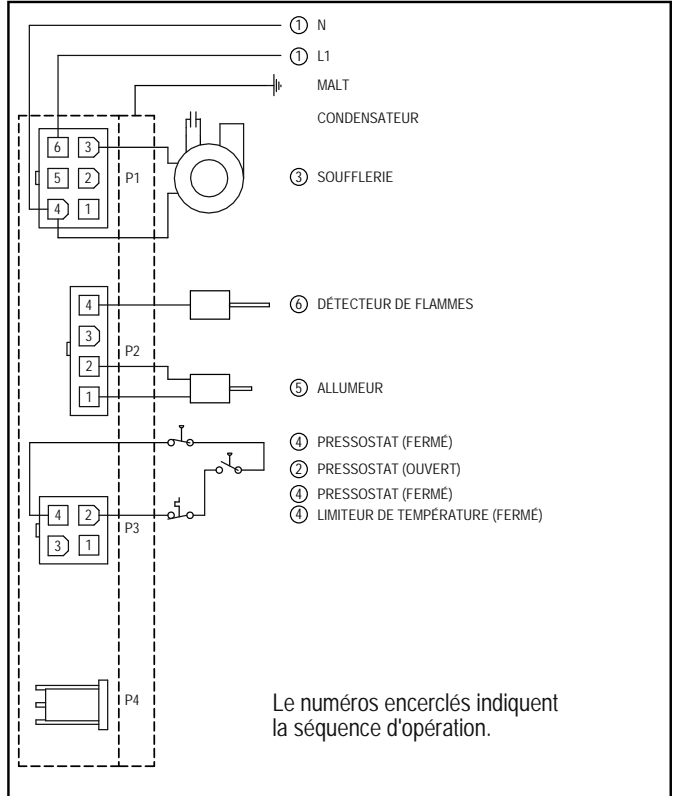 ① N
① L1
MALT
CONDENSATEUR
6 3
③ SOUFFLERIE
5 2
P1
4 1
4
⑥ DÉTECTEUR DE FLAMMES
3
P2
2
1
⑤ ALLUMEUR
④ PRESSOSTAT (FERMÉ)
② PRESSOSTAT (OUVERT)
④ PRESSOSTAT (FERMÉ)
④ LIMITEUR DE TEMPÉRATURE (FERMÉ)
4 2
P3
3 1
P4
Le numéros encerclés indiquent
la séquence d'opération.